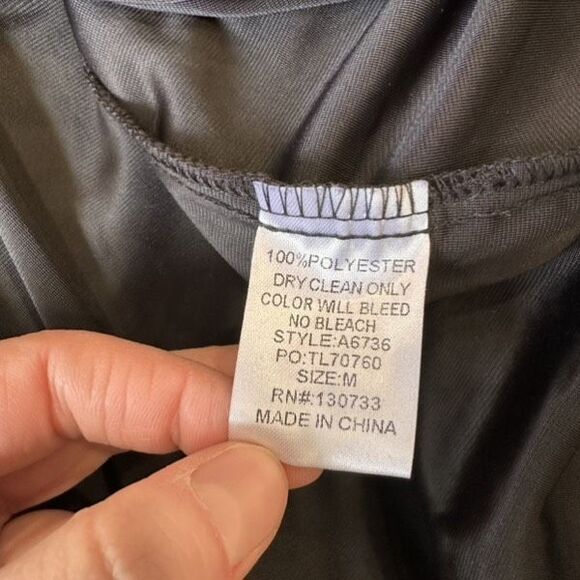 100%POLYESTER
DRY CLEAN ONLY
COLOR WILL BLEED
NO BLEACH
STYLE:A6736
PO:TL70760
SIZE:M
RN#:130733
MADE IN CHINA